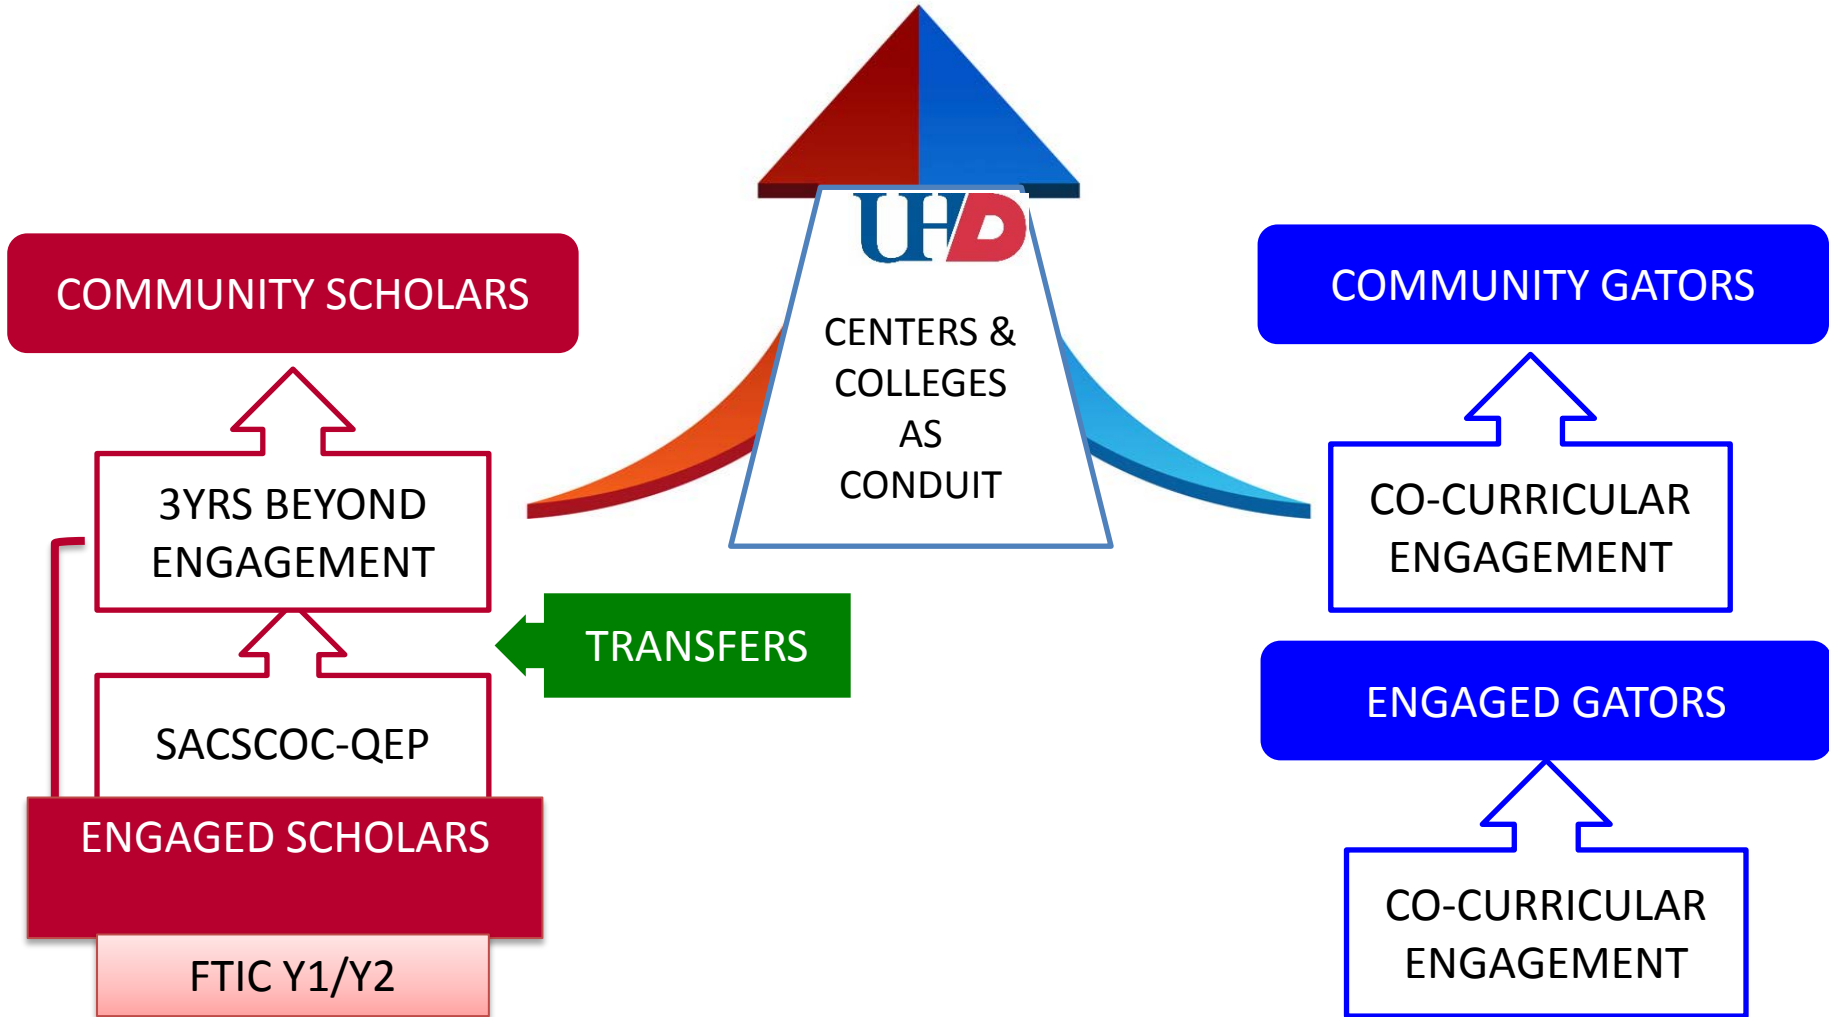 UHD
COMMUNITY SCHOLARS
3YRS BEYOND
ENGAGEMENT
SACSCOC-QEP
ENGAGED SCHOLARS
FTIC Y1/Y2
TRANSFERS
CENTERS &
COLLEGES
AS
CONDUIT
COMMUNITY GATORS
CO-CURRICULAR
ENGAGEMENT
ENGAGED GATORS
CO-CURRICULAR
ENGAGEMENT